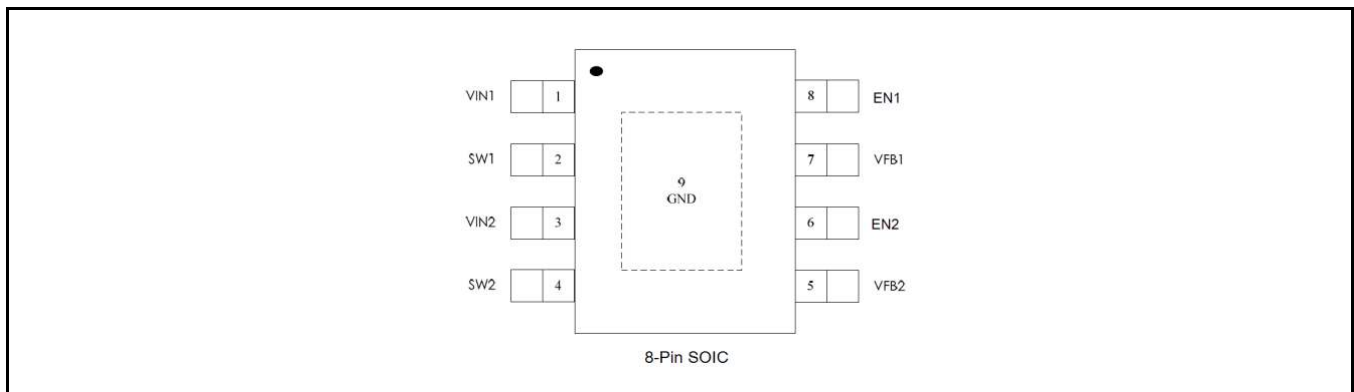 VIN1 1 8 EN1
SW1 2 7 VFB1
9
GND
VIN2 3 6 EN2
SW2 4 5 VFB2
8-Pin SOIC